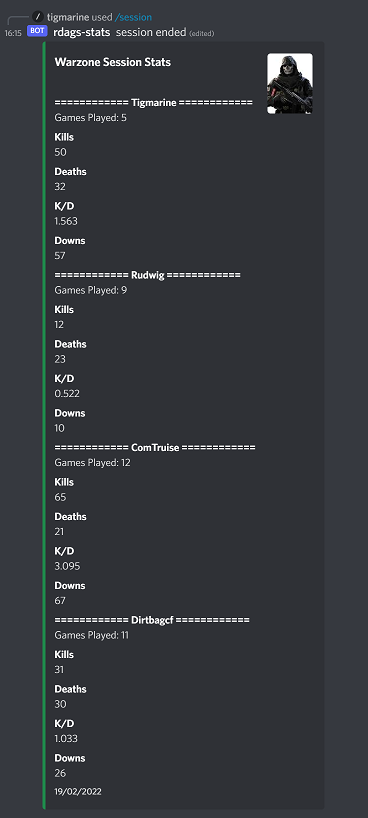 / tigmarine used /session
16:15 BOT rdags-stats session ended (edited)
Warzone Session Stats
============ Tigmarine ============
Games Played: 5
Kills
50
Deaths
32
K/D
1.563
Downs
57
============ Rudwig ============
Games Played: 9
Kills
12
Deaths
23
K/D
0.522
Downs
10
============ ComTruise ============
Games Played: 12
Kills
65
Deaths
21
K/D
3.095
Downs
67
============ Dirtbagcf ============
Games Played: 11
Kills
31
Deaths
30
K/D
1.033
Downs
26
19/02/2022